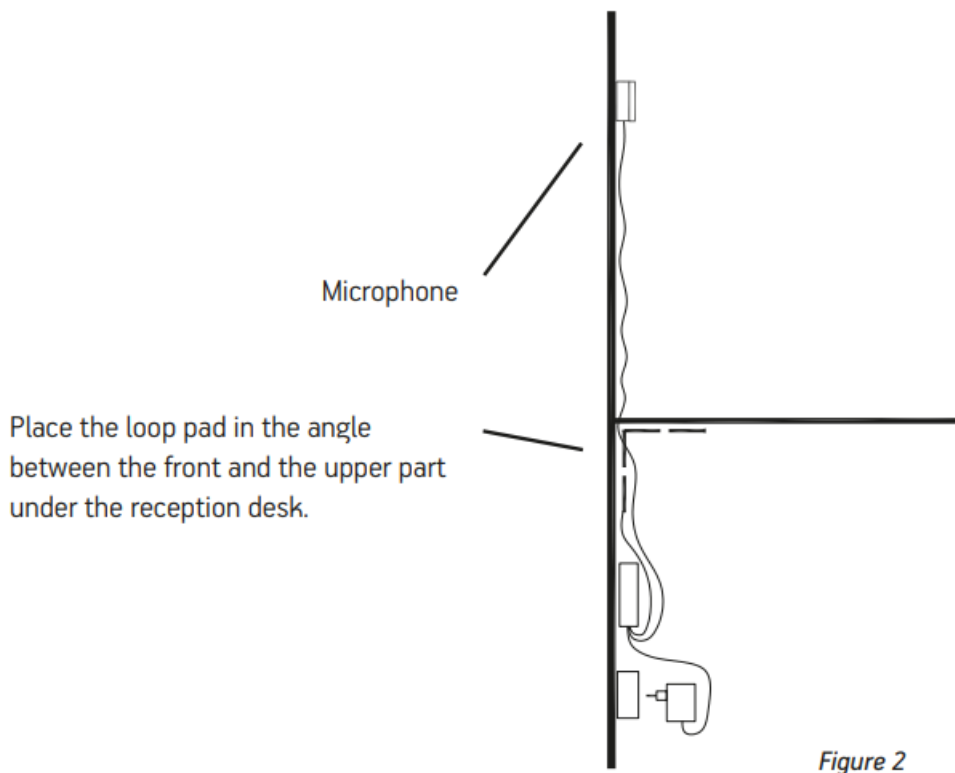 Microphone
Place the loop pad in the angle
between the front and the upper part
under the reception desk.
Figure 2